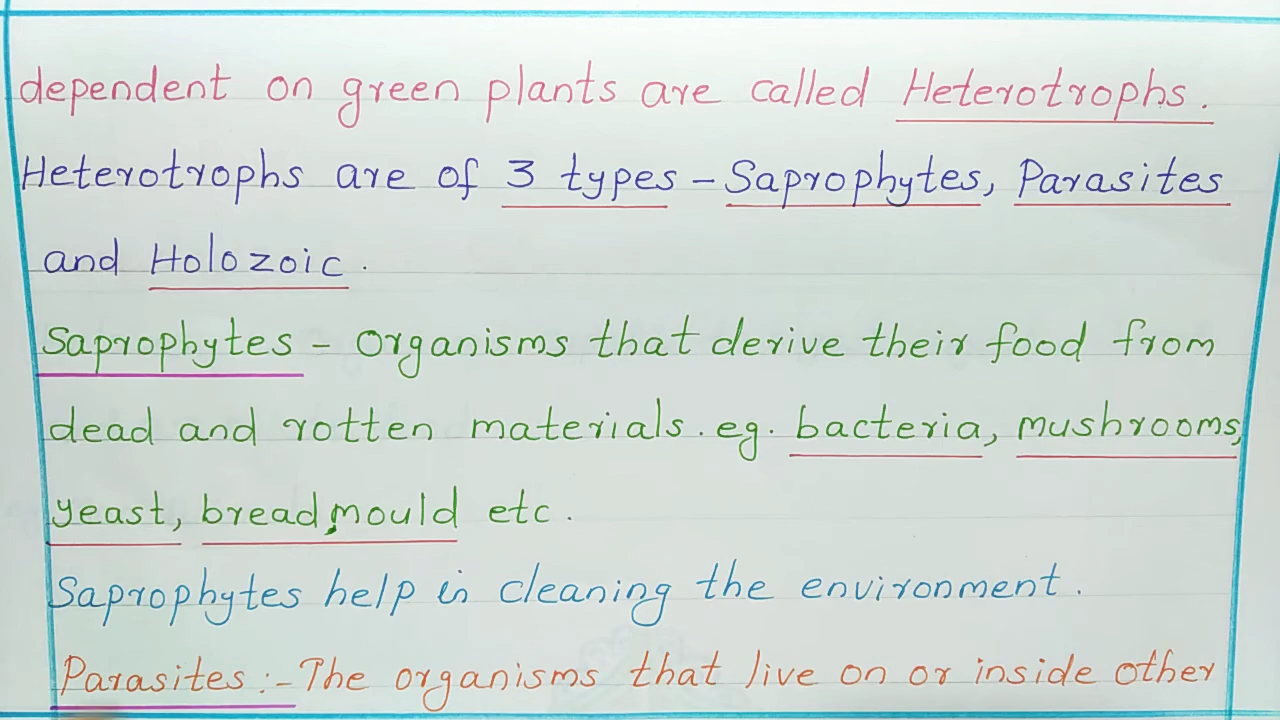 dependent on green plants are called Heterotrophs.
Heterotrophs are of 3 types - Saprophytes, Parasites
and Holozoic.
Saprophytes - Organisms that derive their food from
dead and rotten materials. eg. bacteria, mushrooms,
yeast, bread, mould etc.
Saprophytes help in cleaning the environment.
Parasites :- The organisms that live on or inside other